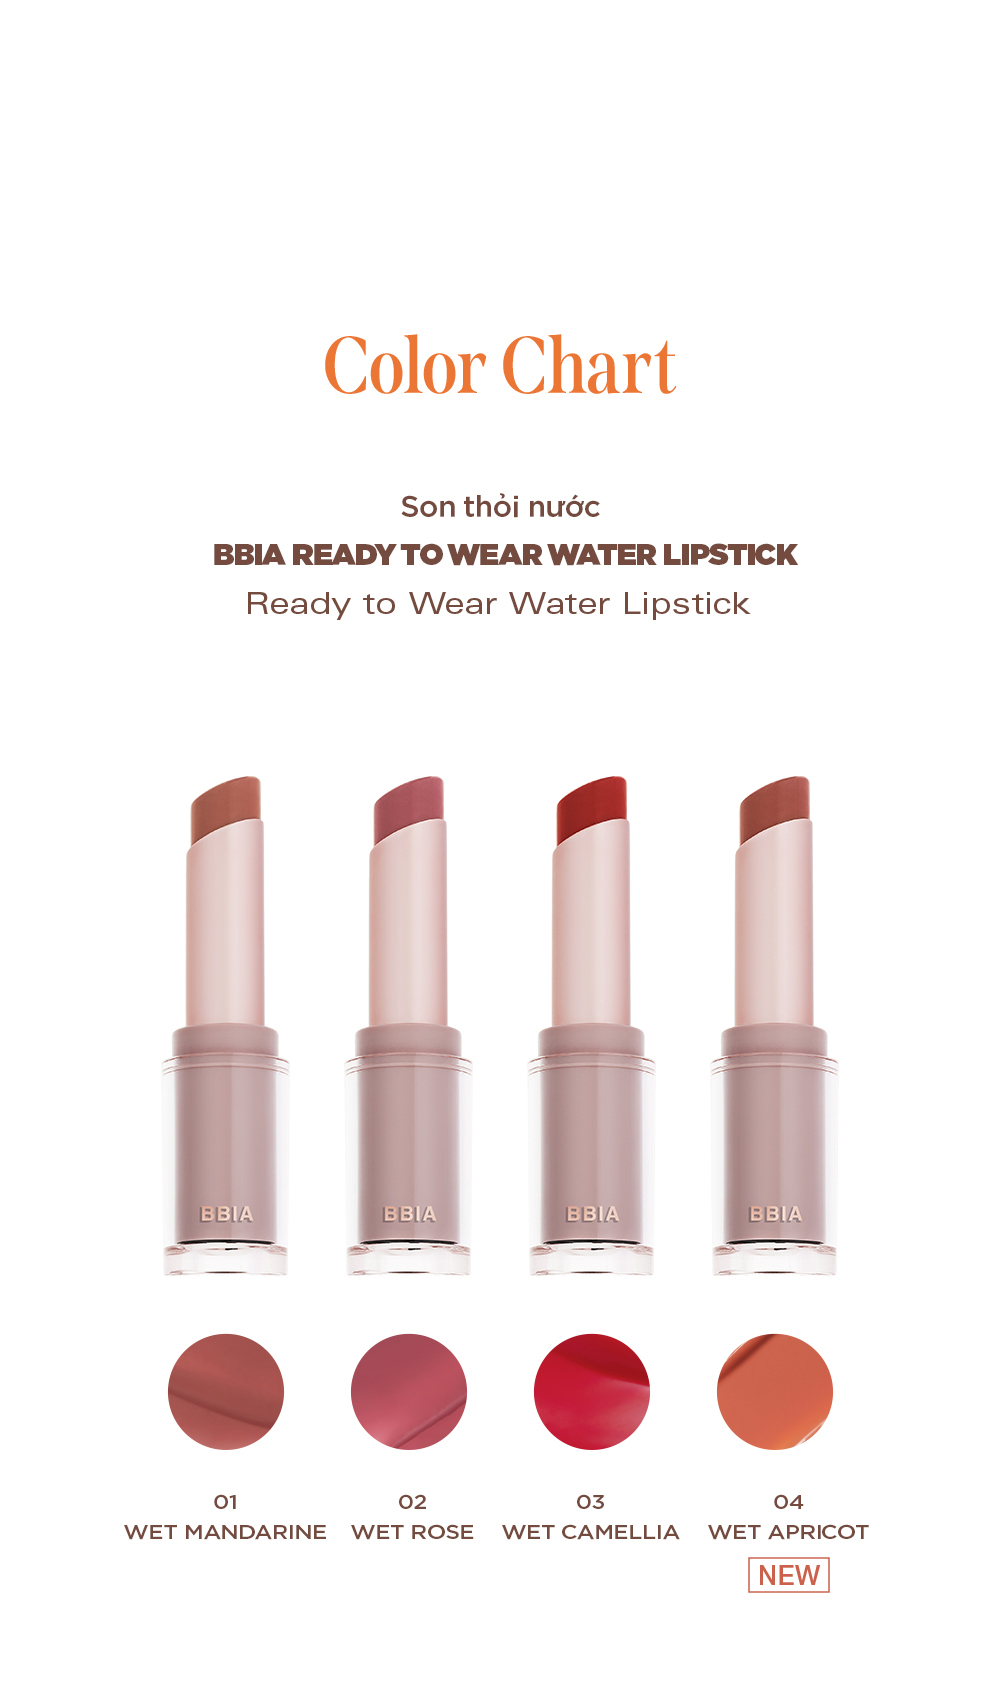 Color Chart
Son thỏi nước
BBIA READY TO WEAR WATER LIPSTICK
Ready to Wear Water Lipstick
BBIA BBIA BBIA BBIA
01 02 03 04
WET MANDARINE WET ROSE WET CAMELLIA WET APRICOT
NEW